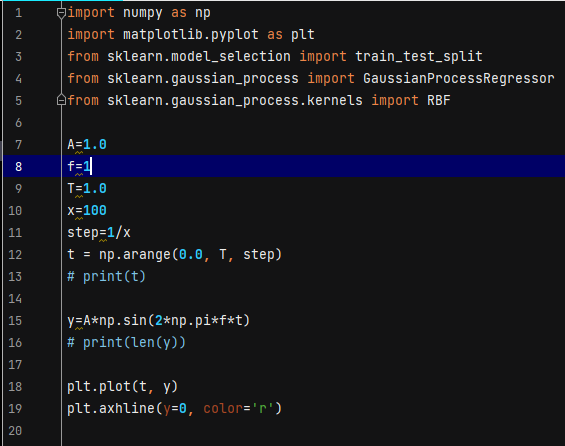 1 import numpy as np
2 import matplotlib.pyplot as plt
3 from sklearn.model_selection import train_test_split
4 from sklearn.gaussian_process import GaussianProcessRegressor
5 from sklearn.gaussian_process.kernels import RBF
6
7 A=1.0
8 f=1
9 T=1.0
10 x=100
11 step=1/x
12 t = np.arange(0.0, T, step)
13 # print(t)
14
15 y=A*np.sin(2*np.pi*f*t)
16 # print(len(y))
17
18 plt.plot(t, y)
19 plt.axhline(y=0, color='r')
20